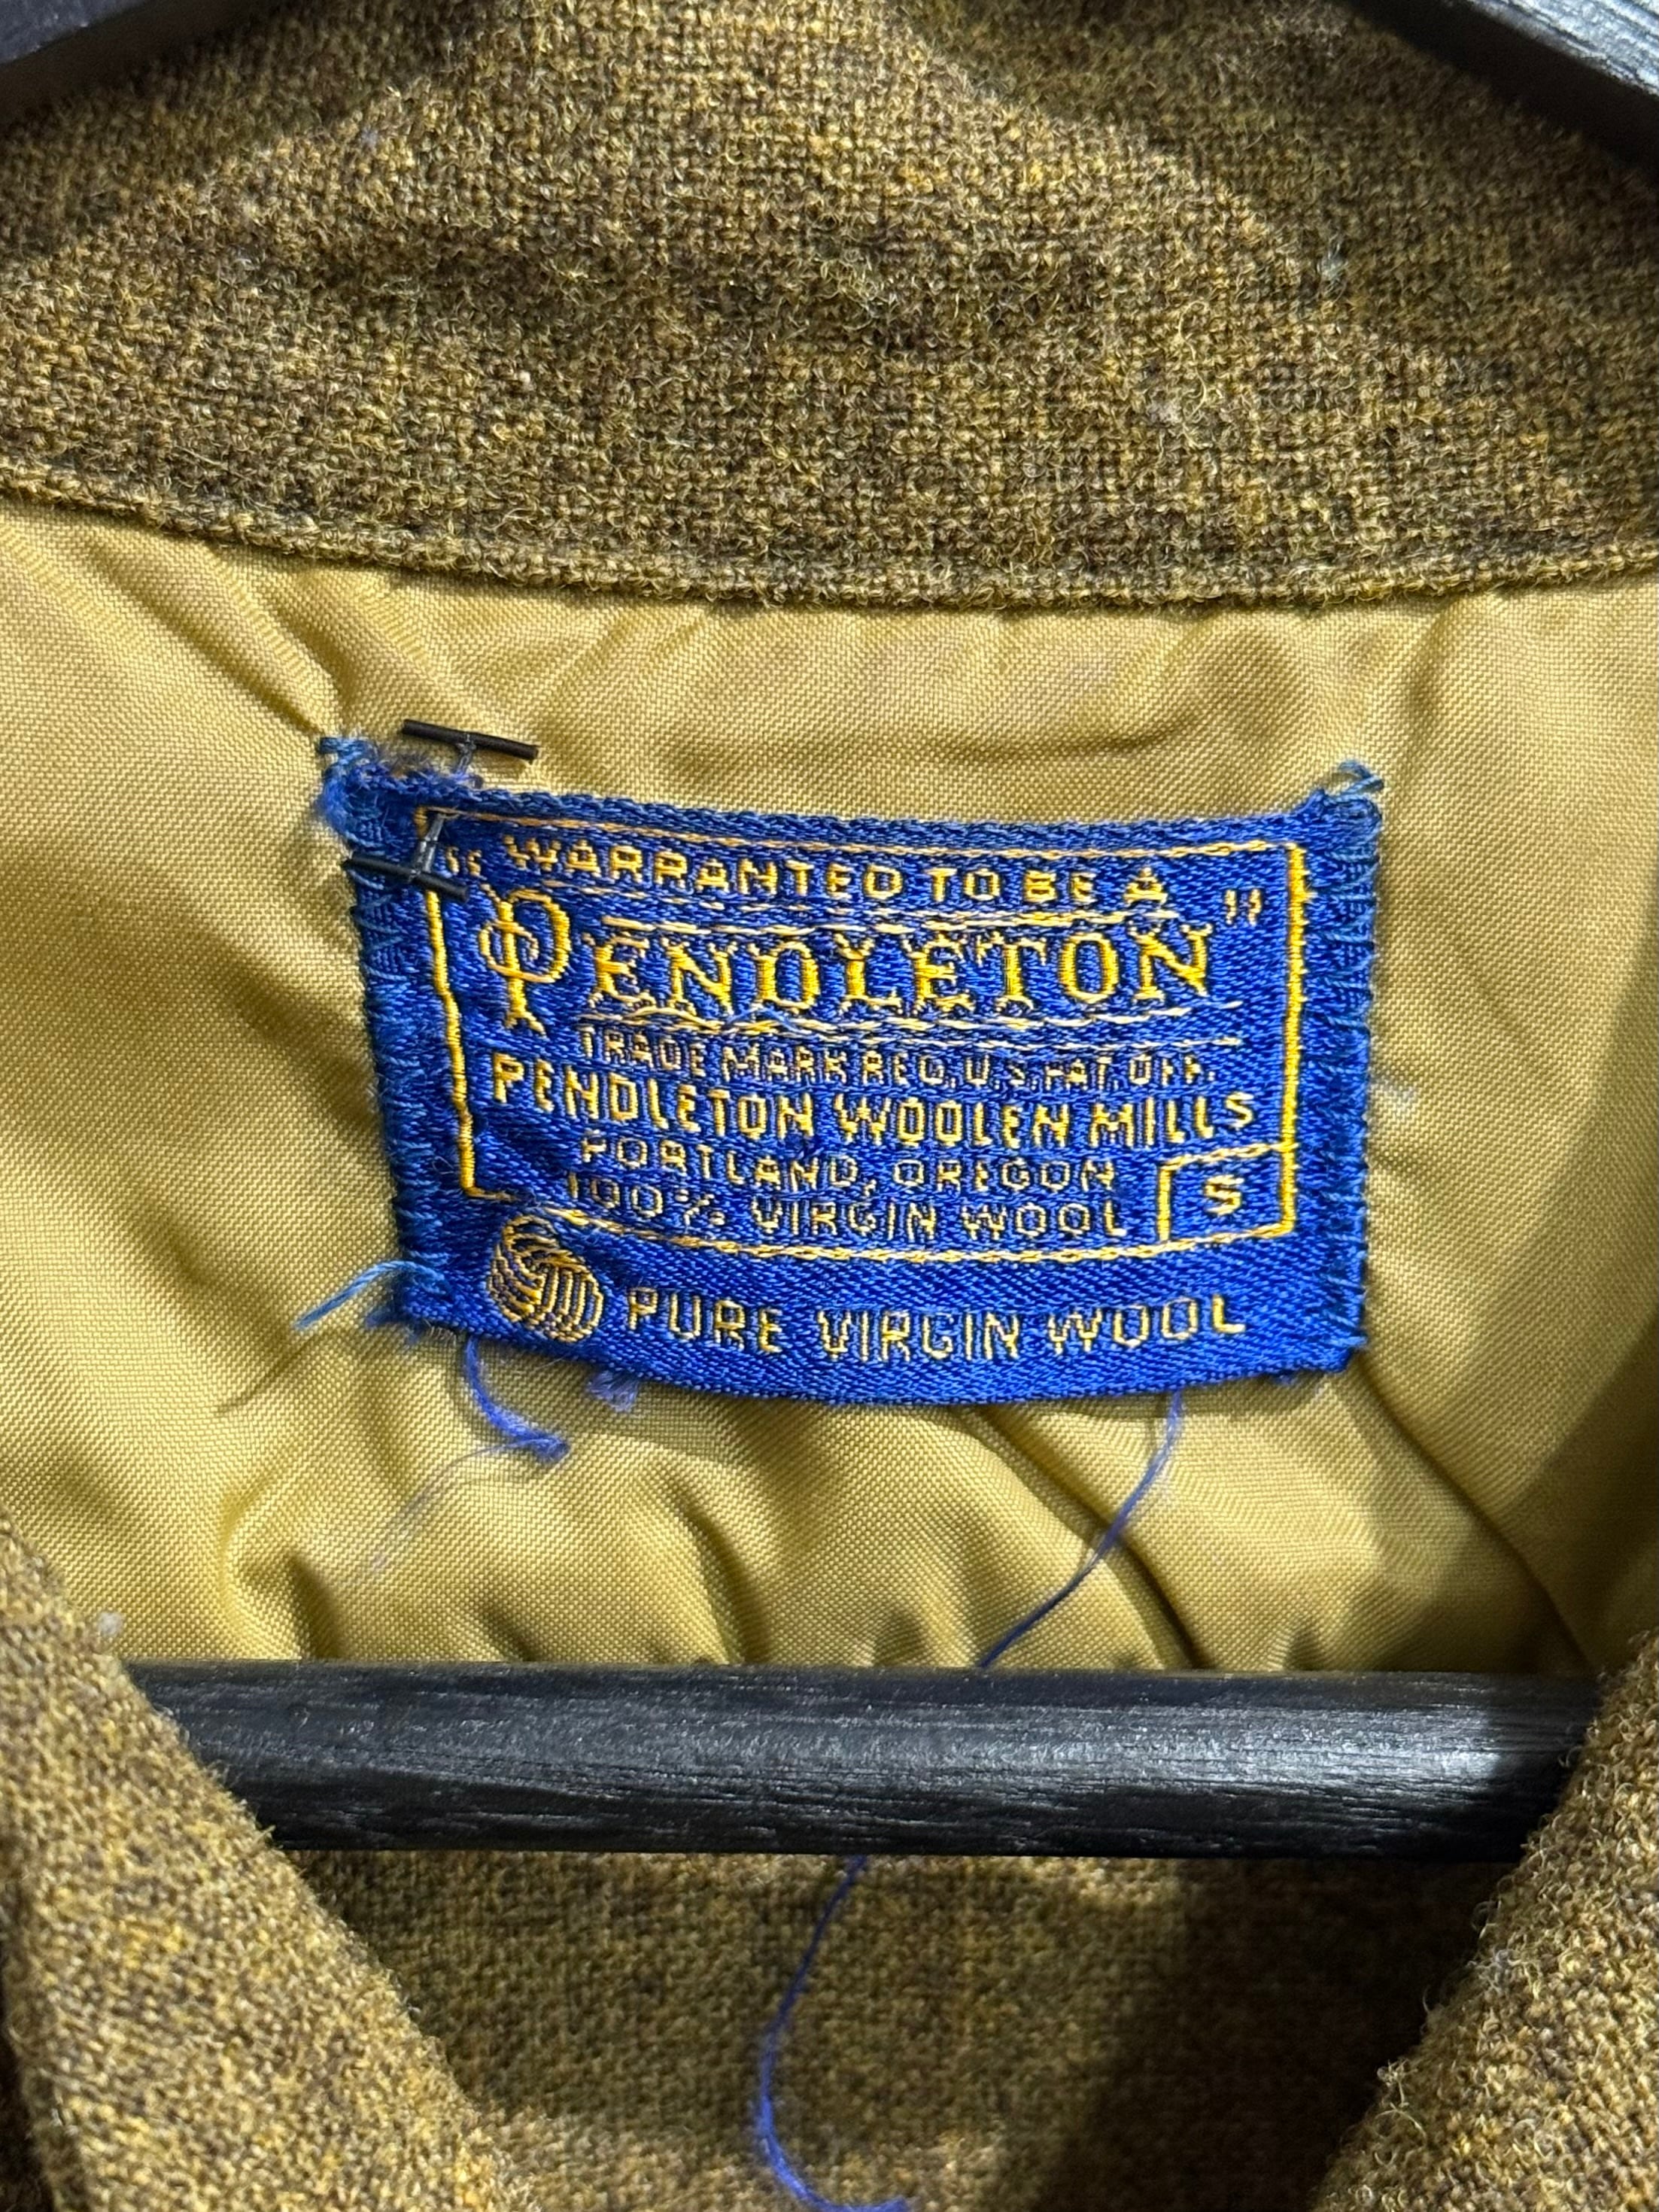 “ WARRANTED TO BE A
PENDLETON ”
TRADE MARK REG. U.S. PAT. OFF.
PENDLETON WOOLEN MILLS
PORTLAND, OREGON
100% VIRGIN WOOL S
PURE VIRGIN WOOL